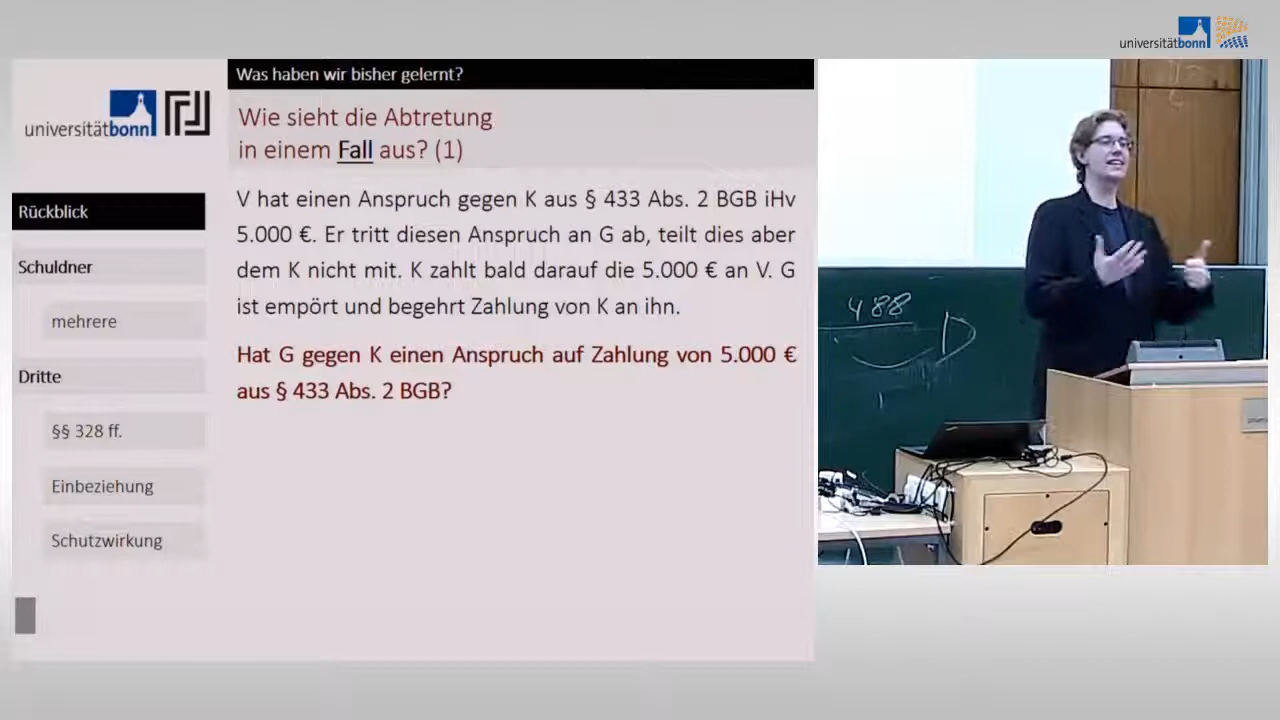 universitätbonn
Was haben wir bisher gelernt?
universitätbonn
Wie sieht die Abtretung
in einem Fall aus? (1)
Rückblick
Schuldner
mehrere
Dritte
§§ 328 ff.
Einbeziehung
Schutzwirkung
V hat einen Anspruch gegen K aus § 433 Abs. 2 BGB iHv
5.000 €. Er tritt diesen Anspruch an G ab, teilt dies aber
dem K nicht mit. K zahlt bald darauf die 5.000 € an V. G
ist empört und begehrt Zahlung von K an ihn.
Hat G gegen K einen Anspruch auf Zahlung von 5.000 €
aus § 433 Abs. 2 BGB?
488
D